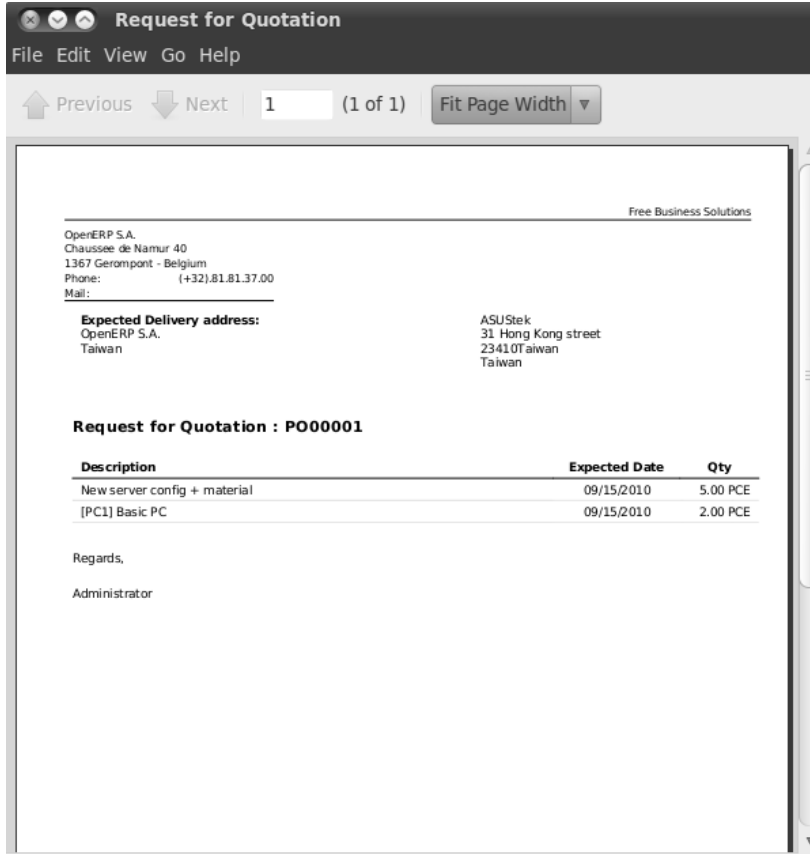 Request for Quotation
File Edit View Go Help
Previous Next 1 (1 of 1) Fit Page Width
Free Business Solutions
OpenERP S.A.
Chaussee de Namur 40
1367 Gerompont - Belgium
Phone: (+32).81.81.37.00
Mail:
Expected Delivery address:
OpenERP S.A.
Taiwan
ASUStek
31 Hong Kong street
23410Taiwan
Taiwan
Request for Quotation : PO00001
Description Expected Date Qty
New server config + material 09/15/2010 5.00 PCE
[PC1] Basic PC 09/15/2010 2.00 PCE
Regards,
Administrator